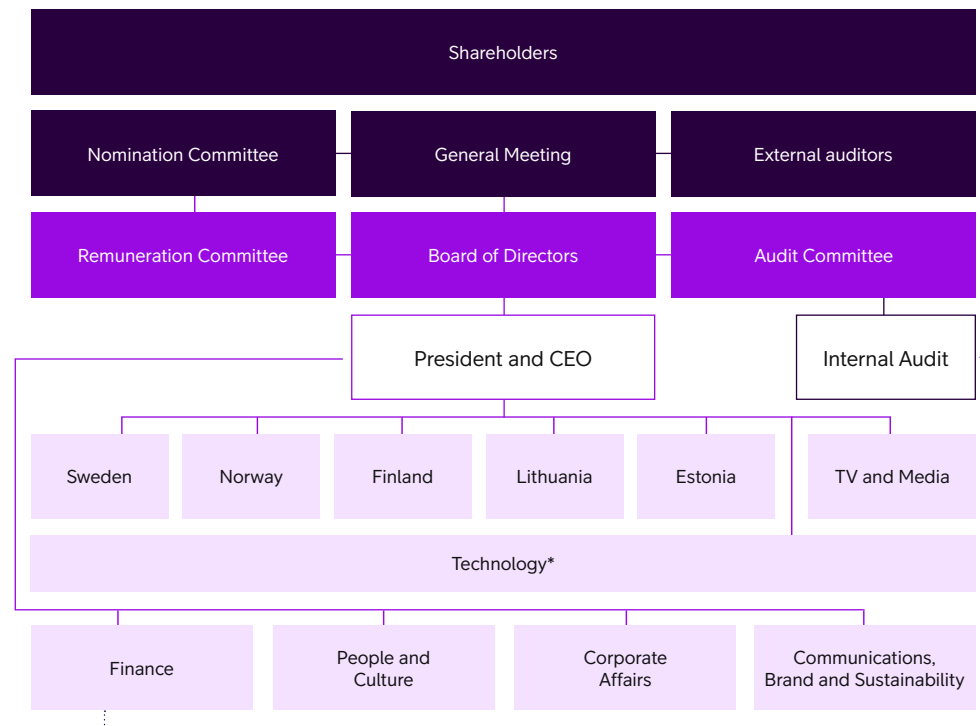 Shareholders
Nomination Committee
General Meeting
External auditors
Remuneration Committee
Board of Directors
Audit Committee
President and CEO
Internal Audit
Sweden
Norway
Finland
Lithuania
Estonia
TV and Media
Technology*
Finance
People and
Culture
Corporate
Affairs
Communications,
Brand and Sustainability